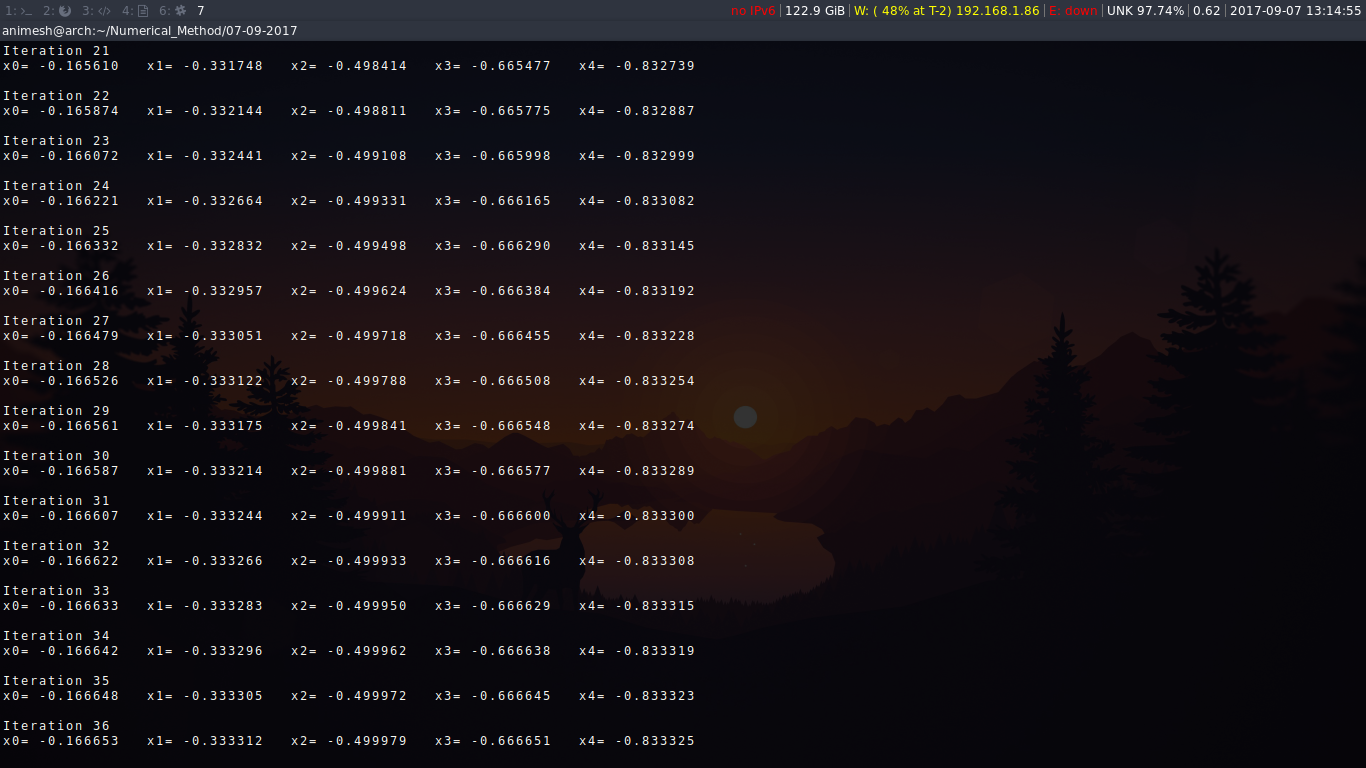 1: 2: 3: 4: 6: 7 no IPv6 | 122.9 GiB | W: ( 48% at T-2) 192.168.1.86 | E: down | UNK 97.74% | 0.62 | 2017-09-07 13:14:55
animesh@arch:~/Numerical_Method/07-09-2017
Iteration 21
x0= -0.165610 x1= -0.331748 x2= -0.498414 x3= -0.665477 x4= -0.832739
Iteration 22
x0= -0.165874 x1= -0.332144 x2= -0.498811 x3= -0.665775 x4= -0.832887
Iteration 23
x0= -0.166072 x1= -0.332441 x2= -0.499108 x3= -0.665998 x4= -0.832999
Iteration 24
x0= -0.166221 x1= -0.332664 x2= -0.499331 x3= -0.666165 x4= -0.833082
Iteration 25
x0= -0.166332 x1= -0.332832 x2= -0.499498 x3= -0.666290 x4= -0.833145
Iteration 26
x0= -0.166416 x1= -0.332957 x2= -0.499624 x3= -0.666384 x4= -0.833192
Iteration 27
x0= -0.166479 x1= -0.333051 x2= -0.499718 x3= -0.666455 x4= -0.833228
Iteration 28
x0= -0.166526 x1= -0.333122 x2= -0.499788 x3= -0.666508 x4= -0.833254
Iteration 29
x0= -0.166561 x1= -0.333175 x2= -0.499841 x3= -0.666548 x4= -0.833274
Iteration 30
x0= -0.166587 x1= -0.333214 x2= -0.499881 x3= -0.666577 x4= -0.833289
Iteration 31
x0= -0.166607 x1= -0.333244 x2= -0.499911 x3= -0.666600 x4= -0.833300
Iteration 32
x0= -0.166622 x1= -0.333266 x2= -0.499933 x3= -0.666616 x4= -0.833308
Iteration 33
x0= -0.166633 x1= -0.333283 x2= -0.499950 x3= -0.666629 x4= -0.833315
Iteration 34
x0= -0.166642 x1= -0.333296 x2= -0.499962 x3= -0.666638 x4= -0.833319
Iteration 35
x0= -0.166648 x1= -0.333305 x2= -0.499972 x3= -0.666645 x4= -0.833323
Iteration 36
x0= -0.166653 x1= -0.333312 x2= -0.499979 x3= -0.666651 x4= -0.833325